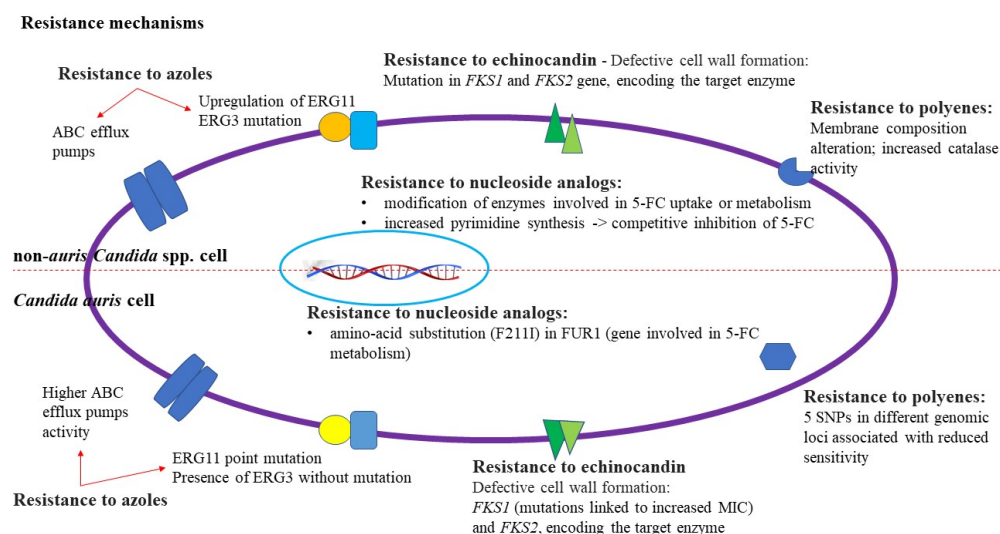 Resistance mechanisms
Resistance to azoles
ABC efflux
pumps
Upregulation of ERG11
ERG3 mutation
Resistance to echinocandin - Defective cell wall formation:
Mutation in FKS1 and FKS2 gene, encoding the target enzyme
Resistance to polyenes:
Membrane composition
alteration; increased catalase
activity
Resistance to nucleoside analogs:
• modification of enzymes involved in 5-FC uptake or metabolism
• increased pyrimidine synthesis -> competitive inhibition of 5-FC
non-auris Candida spp. cell
Candida auris cell
Resistance to nucleoside analogs:
• amino-acid substitution (F211I) in FUR1 (gene involved in 5-FC
metabolism)
Higher ABC
efflux pumps
activity
ERG11 point mutation
Presence of ERG3 without mutation
Resistance to azoles
Resistance to echinocandin
Defective cell wall formation:
FKS1 (mutations linked to increased MIC)
and FKS2, encoding the target enzyme
Resistance to polyenes:
5 SNPs in different genomic
loci associated with reduced
sensitivity